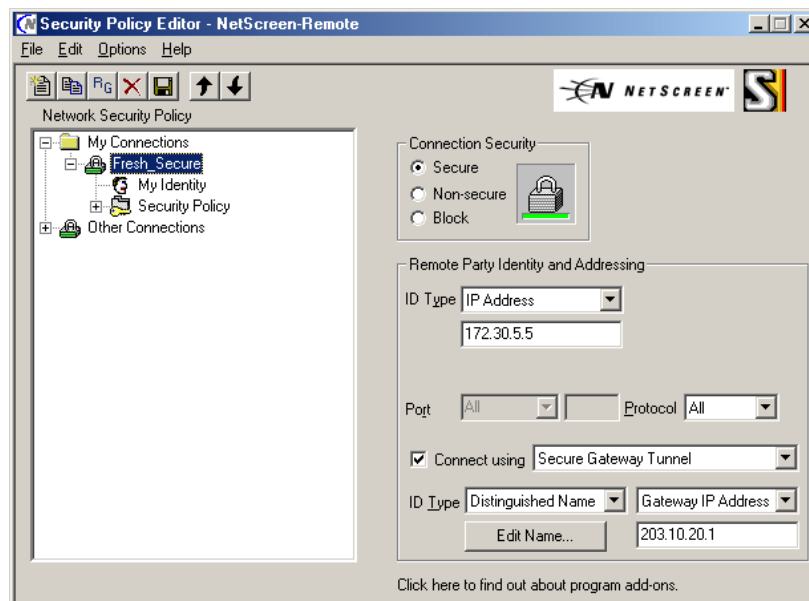 Security Policy Editor - NetScreen-Remote
File Edit Options Help
RG
N NETSCREEN
S
Network Security Policy
My Connections
Fresh_Secure
My Identity
Security Policy
Other Connections
Connection Security
Secure
Non-secure
Block
Remote Party Identity and Addressing
ID Type IP Address
172.30.5.5
Port All Protocol All
Connect using Secure Gateway Tunnel
ID Type Distinguished Name Gateway IP Address
Edit Name... 203.10.20.1
Click here to find out about program add-ons.